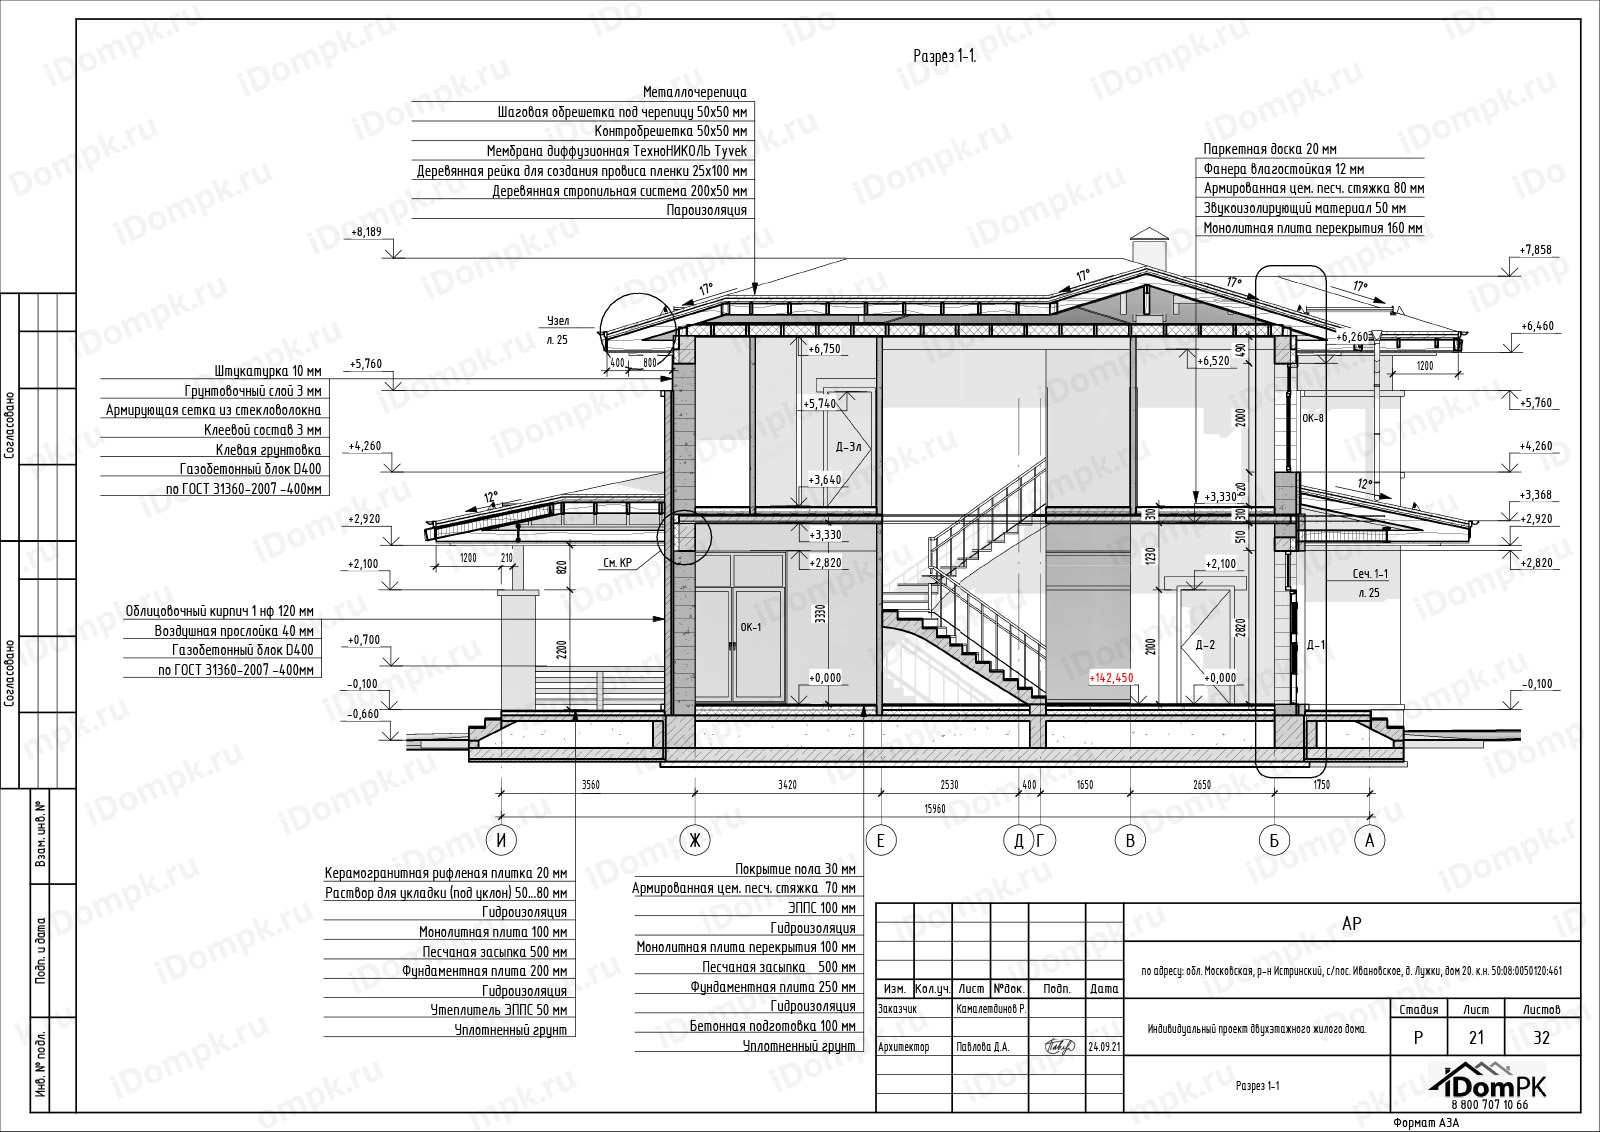 Разрез 1-1.
Металлочерепица
Шаговая обрешетка под черепицу 50х50 мм
Контробрешетка 50х50 мм
Мембрана диффузионная ТехноНИКОЛЬ Tyvek
Деревянная рейка для создания провиса пленки 25х100 мм
Деревянная стропильная система 200х50 мм
Пароизоляция
Паркетная доска 20 мм
Фанера влагостойкая 12 мм
Армированная цем. песч. стяжка 80 мм
Звукоизолирующий материал 50 мм
Монолитная плита перекрытия 160 мм
+8,189
+7,858
17°
17°
17°
17°
Узел
л. 25
+6,460
+6,260
+6,750
+6,520
490
400
800
1200
+5,760
Штукатурка 10 мм
Грунтовочный слой 3 мм
Армирующая сетка из стекловолокна
Клеевой состав 3 мм
Клевая грунтовка
Газобетонный блок D400
по ГОСТ 31360-2007 -400мм
+5,740
+5,760
2000
ОК-8
Д-3л
+4,260
+4,260
+3,640
620
12°
12°
+3,330
+3,368
+2,920
310
310
+2,920
+3,330
510
1200
210
820
См. КР
+2,820
1230
+2,100
+2,820
+2,100
Сеч. 1-1
л. 25
Облицовочный кирпич 1 нф 120 мм
Воздушная прослойка 40 мм
Газобетонный блок D400
по ГОСТ 31360-2007 -400мм
ОК-1
3330
2820
2100
2200
Д-2
Д-1
+0,700
+0,000
+142,450
+0,000
-0,100
-0,100
-0,660
3560
3420
2530
400
1650
2650
1750
15960
И
Ж
Е
Д
Г
В
Б
А
Керамогранитная рифленая плитка 20 мм
Раствор для укладки (под уклон) 50...80 мм
Гидроизоляция
Монолитная плита 100 мм
Песчаная засыпка 500 мм
Фундаментная плита 200 мм
Гидроизоляция
Утеплитель ЭППС 50 мм
Уплотненный грунт
Покрытие пола 30 мм
Армированная цем. песч. стяжка 70 мм
ЭППС 100 мм
Гидроизоляция
Монолитная плита перекрытия 100 мм
Песчаная засыпка 500 мм
Фундаментная плита 250 мм
Гидроизоляция
Бетонная подготовка 100 мм
Уплотненный грунт
Согласовано
Согласовано
Взам. инв. №
Подп. и дата
Инв. № подл.
АР
по адресу: обл. Московская, р-н Истринский, с/пос. Ивановское, д. Лужки, дом 20. к.н. 50:08:0050120:461
Изм.
Кол.уч.
Лист
№док.
Подп.
Дата
Заказчик
Камалетдинов Р.
Архитектор
Павлова Д.А.
24.09.21
Индивидуальный проект двухэтажного жилого дома.
Стадия
Лист
Листов
Р
21
32
Разрез 1-1
iDomPK
8 800 707 10 66
Формат А3А
iDompk.ru